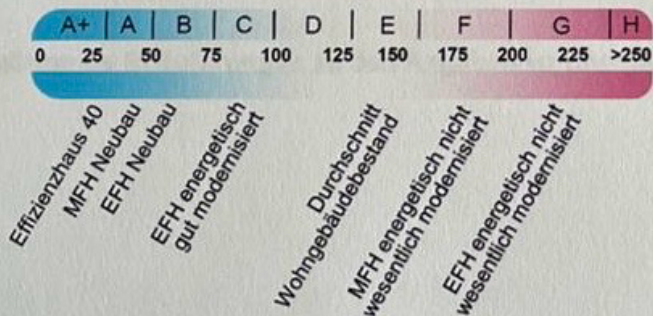 A+ A B C D E F G H
0 25 50 75 100 125 150 175 200 225 >250
Effizienzhaus 40
MFH Neubau
EFH Neubau
EFH energetisch
gut modernisiert
Durchschnitt
Wohngebäudebestand
MFH energetisch nicht
wesentlich modernisiert
EFH energetisch nicht
wesentlich modernisiert